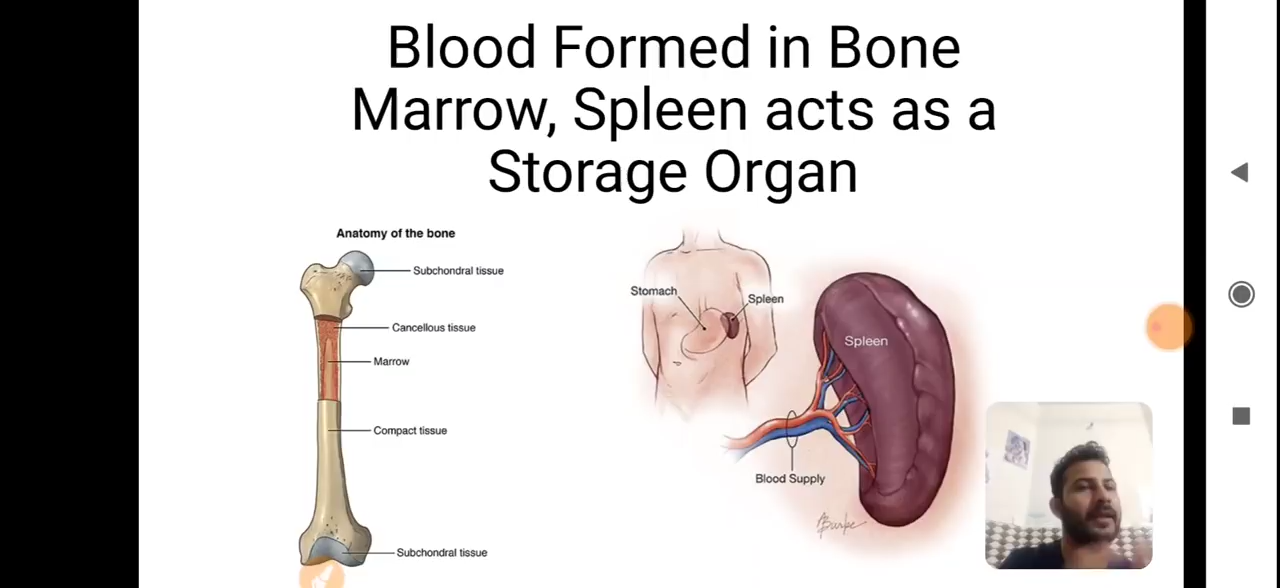 Blood Formed in Bone
Marrow, Spleen acts as a
Storage Organ
Anatomy of the bone
Subchondral tissue
Cancellous tissue
Marrow
Compact tissue
Subchondral tissue
Stomach
Spleen
Spleen
Blood Supply